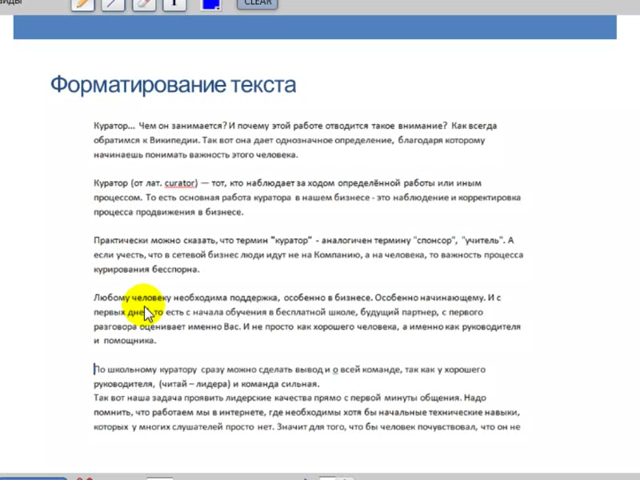 CLEAR
Форматирование текста
Куратор... Чем он занимается? И почему этой работе отводится такое внимание? Как всегда
обратимся к Википедии. Так вот она дает однозначное определение, благодаря которому
начинаешь понимать важность этого человека.
Куратор (от лат. curator) — тот, кто наблюдает за ходом определённой работы или иным
процессом. То есть основная работа куратора в нашем бизнесе - это наблюдение и корректировка
процесса продвижения в бизнесе.
Практически можно сказать, что термин "куратор" - аналогичен термину "спонсор", "учитель". А
если учесть, что в сетевой бизнес люди идут не на Компанию, а на человека, то важность процесса
курирования бесспорна.
Любому человеку необходима поддержка, особенно в бизнесе. Особенно начинающему. И с
первых дней, то есть с начала обучения в бесплатной школе, будущий партнер, с первого
разговора оценивает именно Вас. И не просто как хорошего человека, а именно как руководителя
и помощника.
По школьному куратору сразу можно сделать вывод и о всей команде, так как у хорошего
руководителя, (читай – лидера) и команда сильная.
Так вот наша задача проявить лидерские качества прямо с первой минуты общения. Надо
помнить, что работаем мы в интернете, где необходимы хотя бы начальные технические навыки,
которых у многих слушателей просто нет. Значит для того, что бы человек почувствовал, что он не